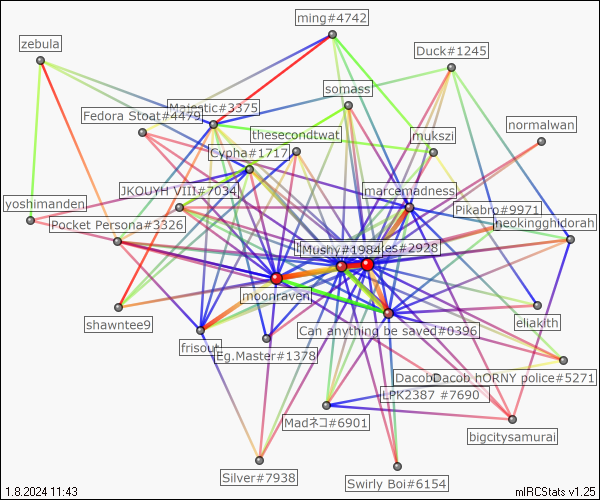 ming#4742
zebula
Duck#1245
somass
Majestic#3375
Fedora Stoat#4479
normalwan
thesecondtwat
mukszi
Cypha#1717
JKOUYH VIII#7034
marcemadness
yoshimanden
Pikabro#9971
Pocket Persona#3326
heokinghidorah
Mushy#1984
es#2928
moonraven
shawntee9
eliakith
Can anything be saved#0396
frisout
Eg.Master#1378
Dacob
Dacob hORNY police#5271
LPK2387 #7690
Madネコ#6901
bigcitysamurai
Silver#7938
Swirly Boi#6154
1.8.2024 11:43
mIRCStats v1.25